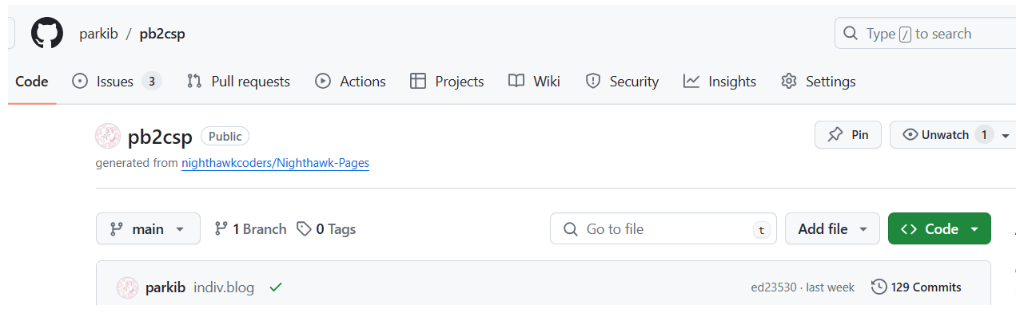 parkib / pb2csp
Type / to search
Code Issues 3 Pull requests Actions Projects Wiki Security Insights Settings
pb2csp Public
Pin Unwatch 1
generated from nighthawkcoders/Nighthawk-Pages
main 1 Branch 0 Tags Go to file t Add file <> Code
parkib indiv.blog ed23530 · last week 129 Commits